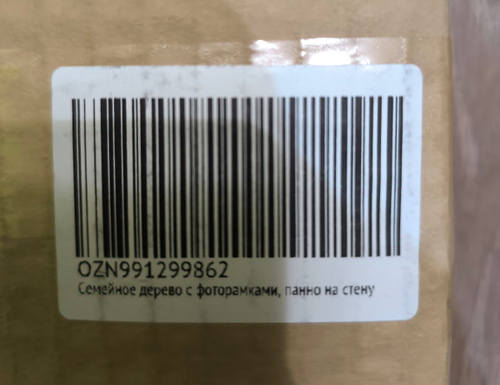 OZN991299862
Семейное дерево с фоторамками, панно на стену